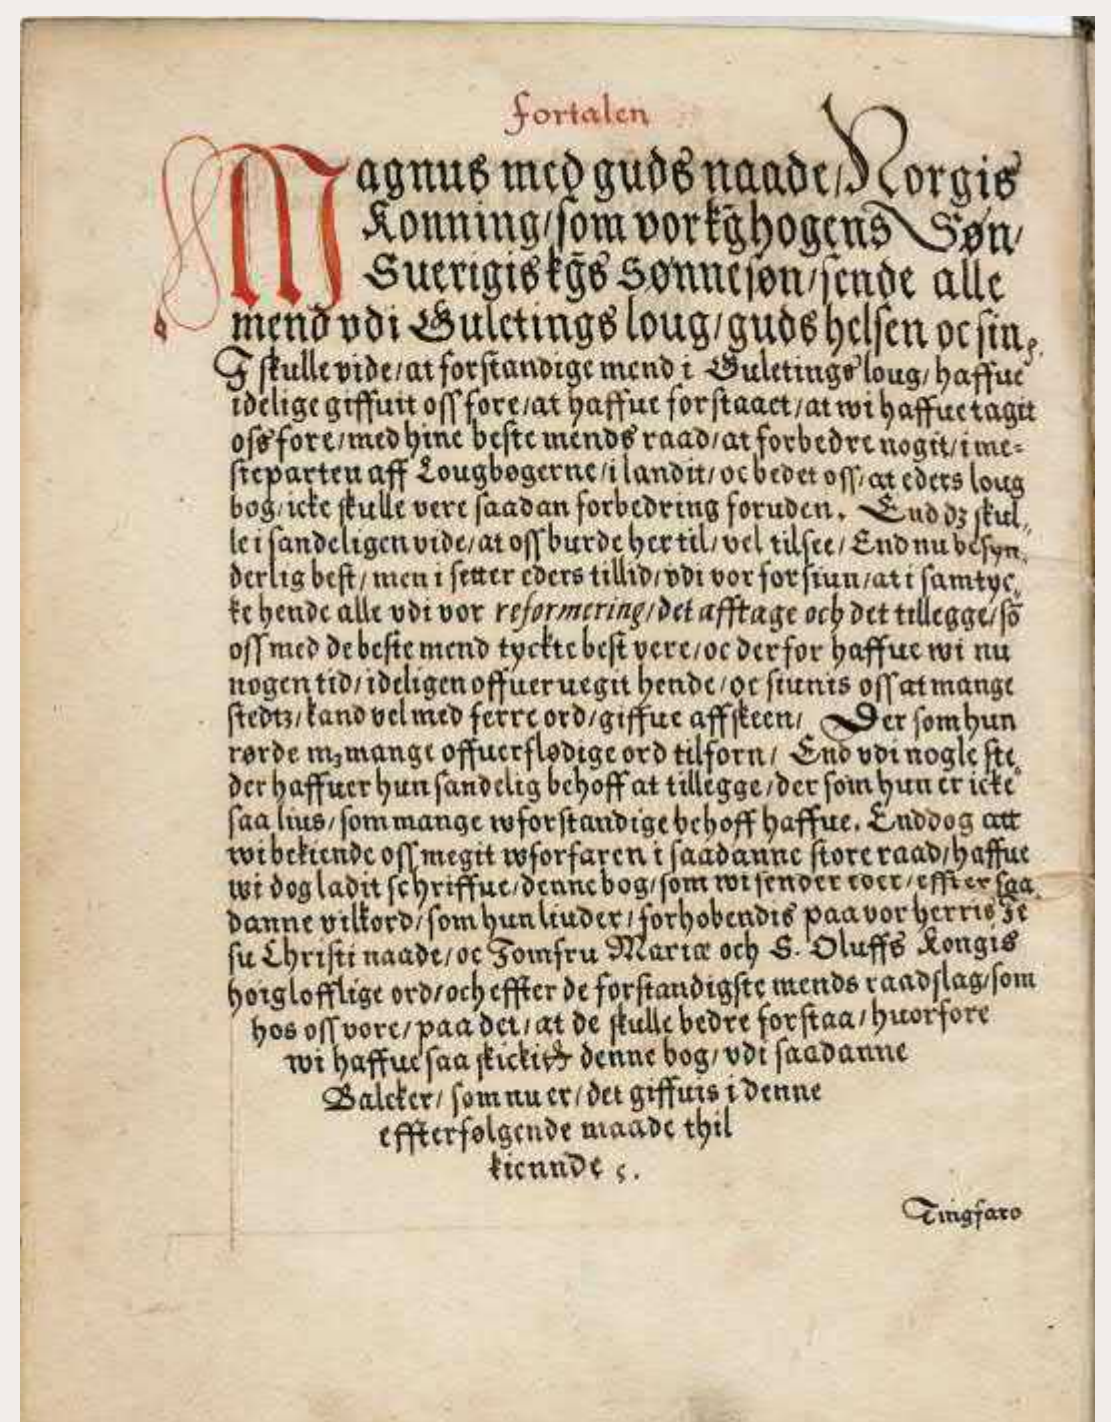 fortalen
Magnus med guds naade/ Norgis
Konning/ som vor kg̃ hogens Søn/
Suerigis kg̃s Sønnesøn/ sende alle
mend vdi Guletings loug/ guds helsen oc sin,
I skulle vide/ at forstandige mend i Guletings loug/ haffue
idelige giffuit oss fore/ at haffue forstaaet/ at wi haffue tagit
oss fore/ med hine beste mends raad/ at forbedre nogit/ i me=
steparten aff Lougbøgerne/ i landit/ oc bedet oss/ at eders loug
bog/ icke skulle vere saadan forbedring foruden. End dʒ skul,,
le i sandeligen vide/ at oss burde her til/ vel tilsee/ End nu besyn,
derlig best/ men i setter eders tillid/ vdi vor forsiun/ at i samtyc,
ke hende alle vdi vor reformering/ det afftage och det tillegge/ sõ
oss med de beste mend tyckte best vere/ oc der for haffue wi nu
nogen tid/ ideligen offueruegit hende/ oc siunis oss at mange
stedtʒ/ kand vel med ferre ord/ giffue aff skeen/ Der som hun
rørde mʒ mange offuerflødige ord tilforn/ End vdi nogle ste,
der haffuer hun sandelig behoff at tillegge/ der som hun er icke
saa lius/ som mange wforstandige behoff haffue. Enddog att
wi bekiende oss megit wforfaren i saadanne store raad/ haffue
wi dog ladit schriffue/ denne bog/ som wi sender eder/ effter saa,
danne vilkord/ som hun liuder/ forhobendis paa vor herris Je
su Christi naade/ oc Jomfru Mariæ och S. Oluffs Kongis
hoiglofflige ord/ och effter de forstandigste mends raadslag/ som
hos oss vore/ paa det/ at de skulle bedre forstaa/ huorfore
wi haffue saa skickit denne bog/ vdi saadanne
Balcker/ som nu er/ det giffuis i denne
effterfølgende maade thil
kiennde ς.
Tingfaro